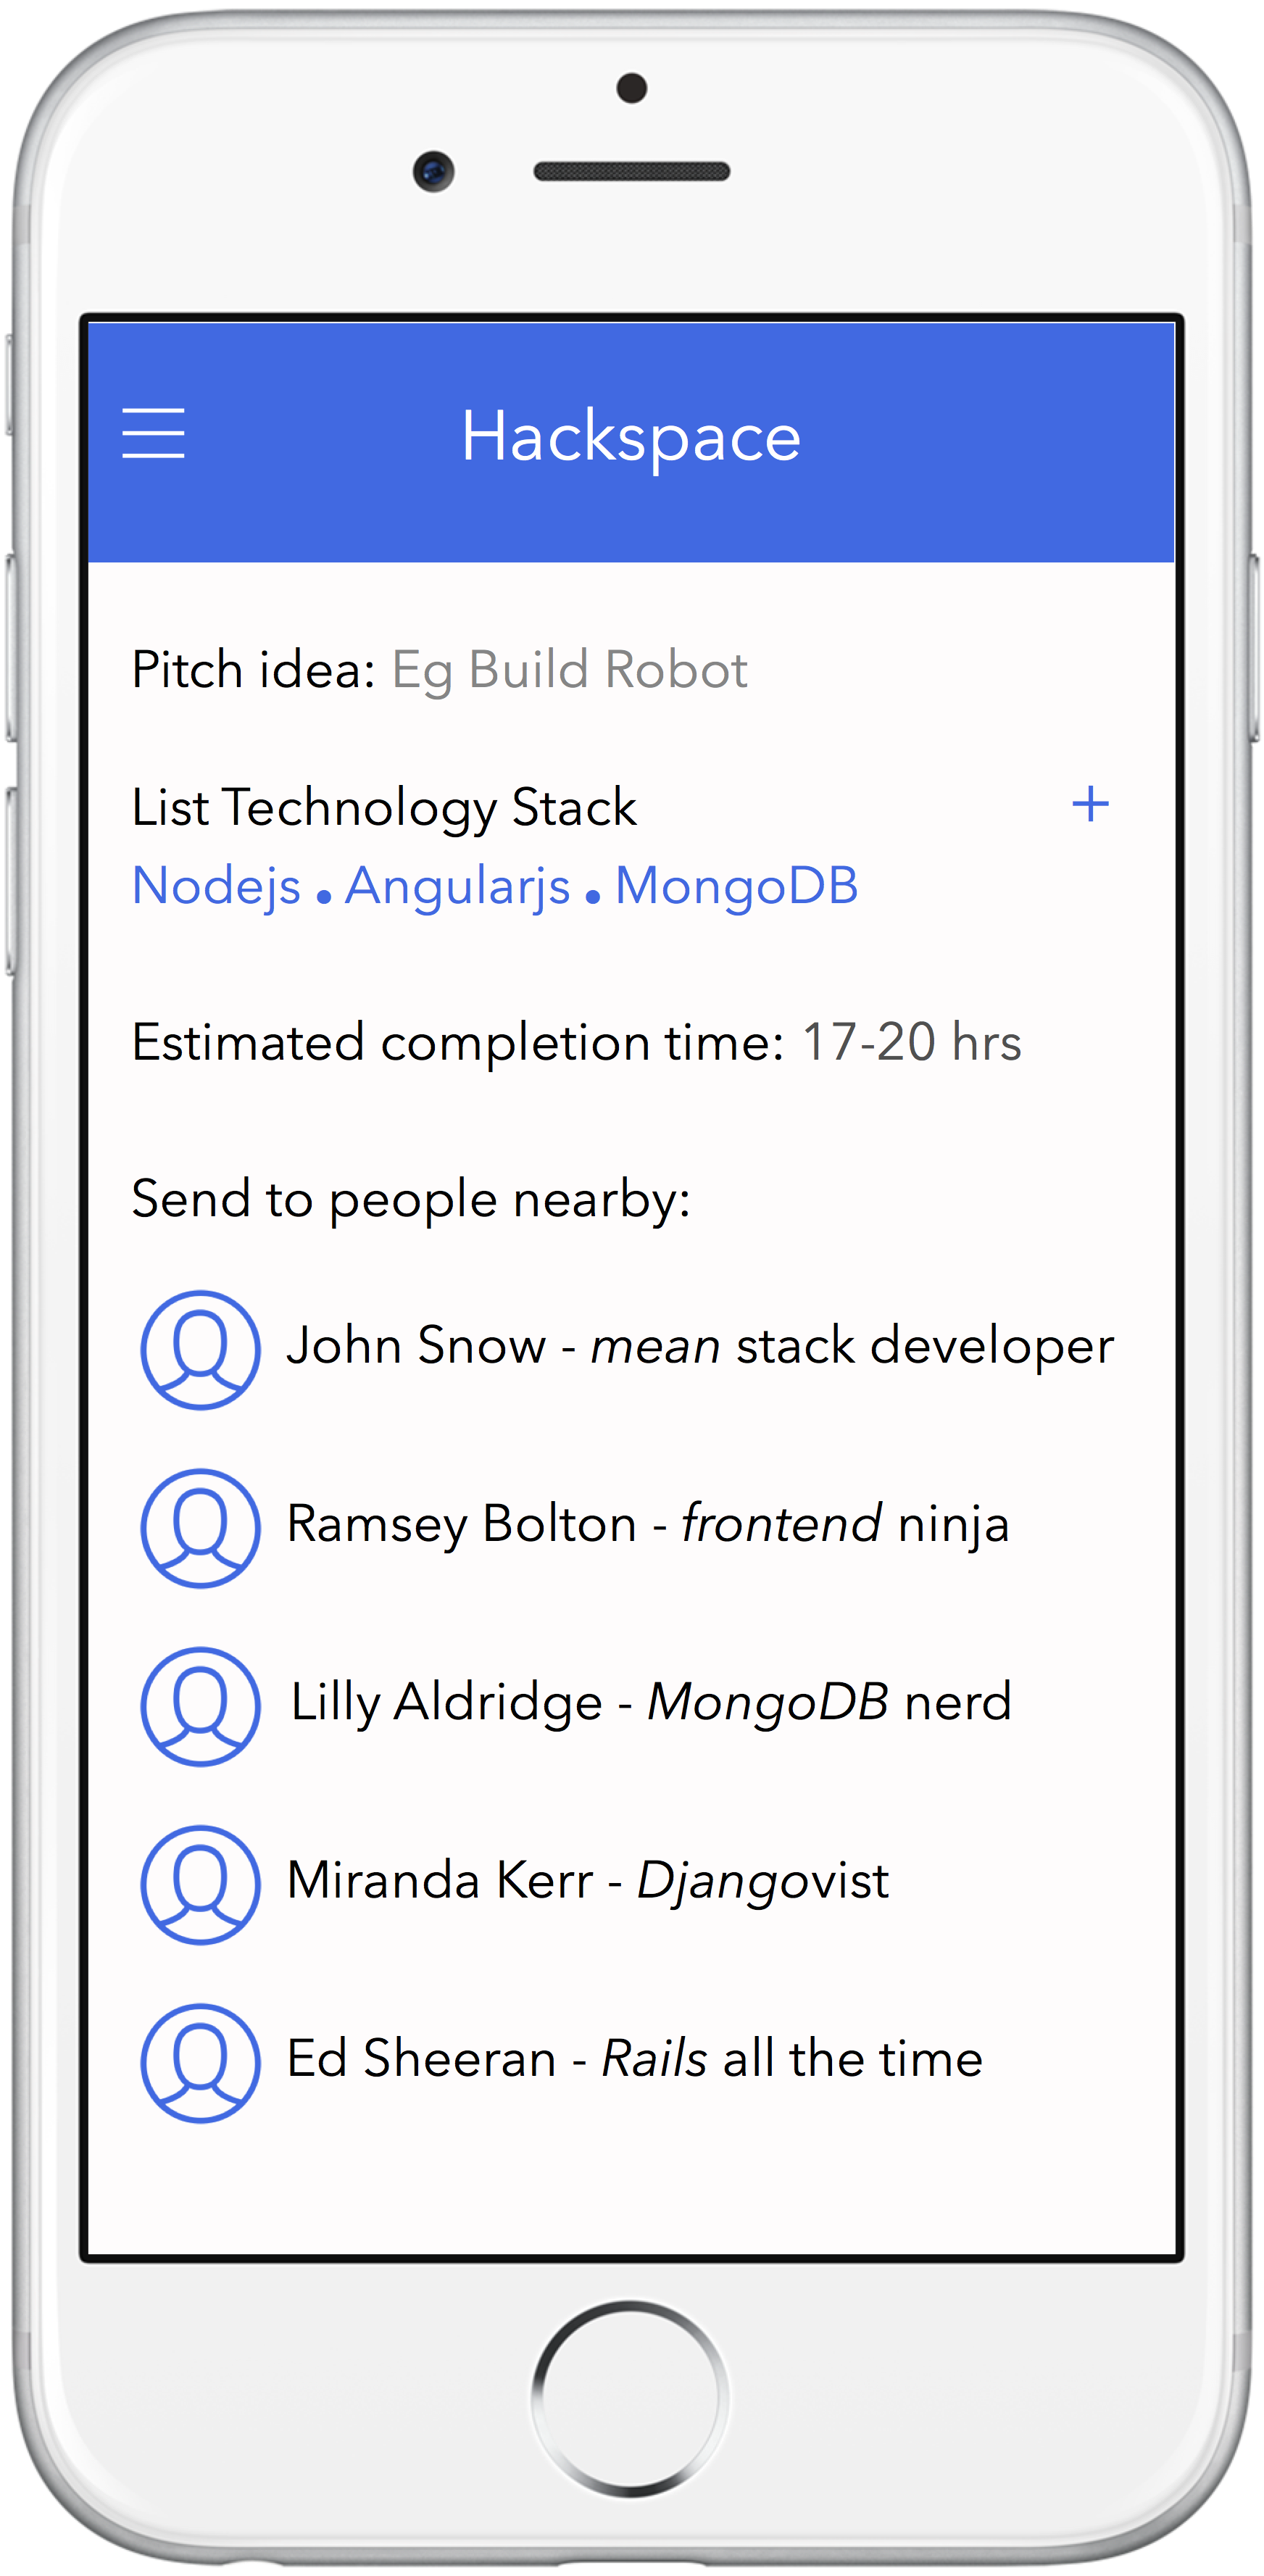 Hackspace
Pitch idea: Eg Build Robot
List Technology Stack +
Nodejs . Angularjs . MongoDB
Estimated completion time: 17-20 hrs
Send to people nearby:
John Snow - mean stack developer
Ramsey Bolton - frontend ninja
Lilly Aldridge - MongoDB nerd
Miranda Kerr - Djangovist
Ed Sheeran - Rails all the time